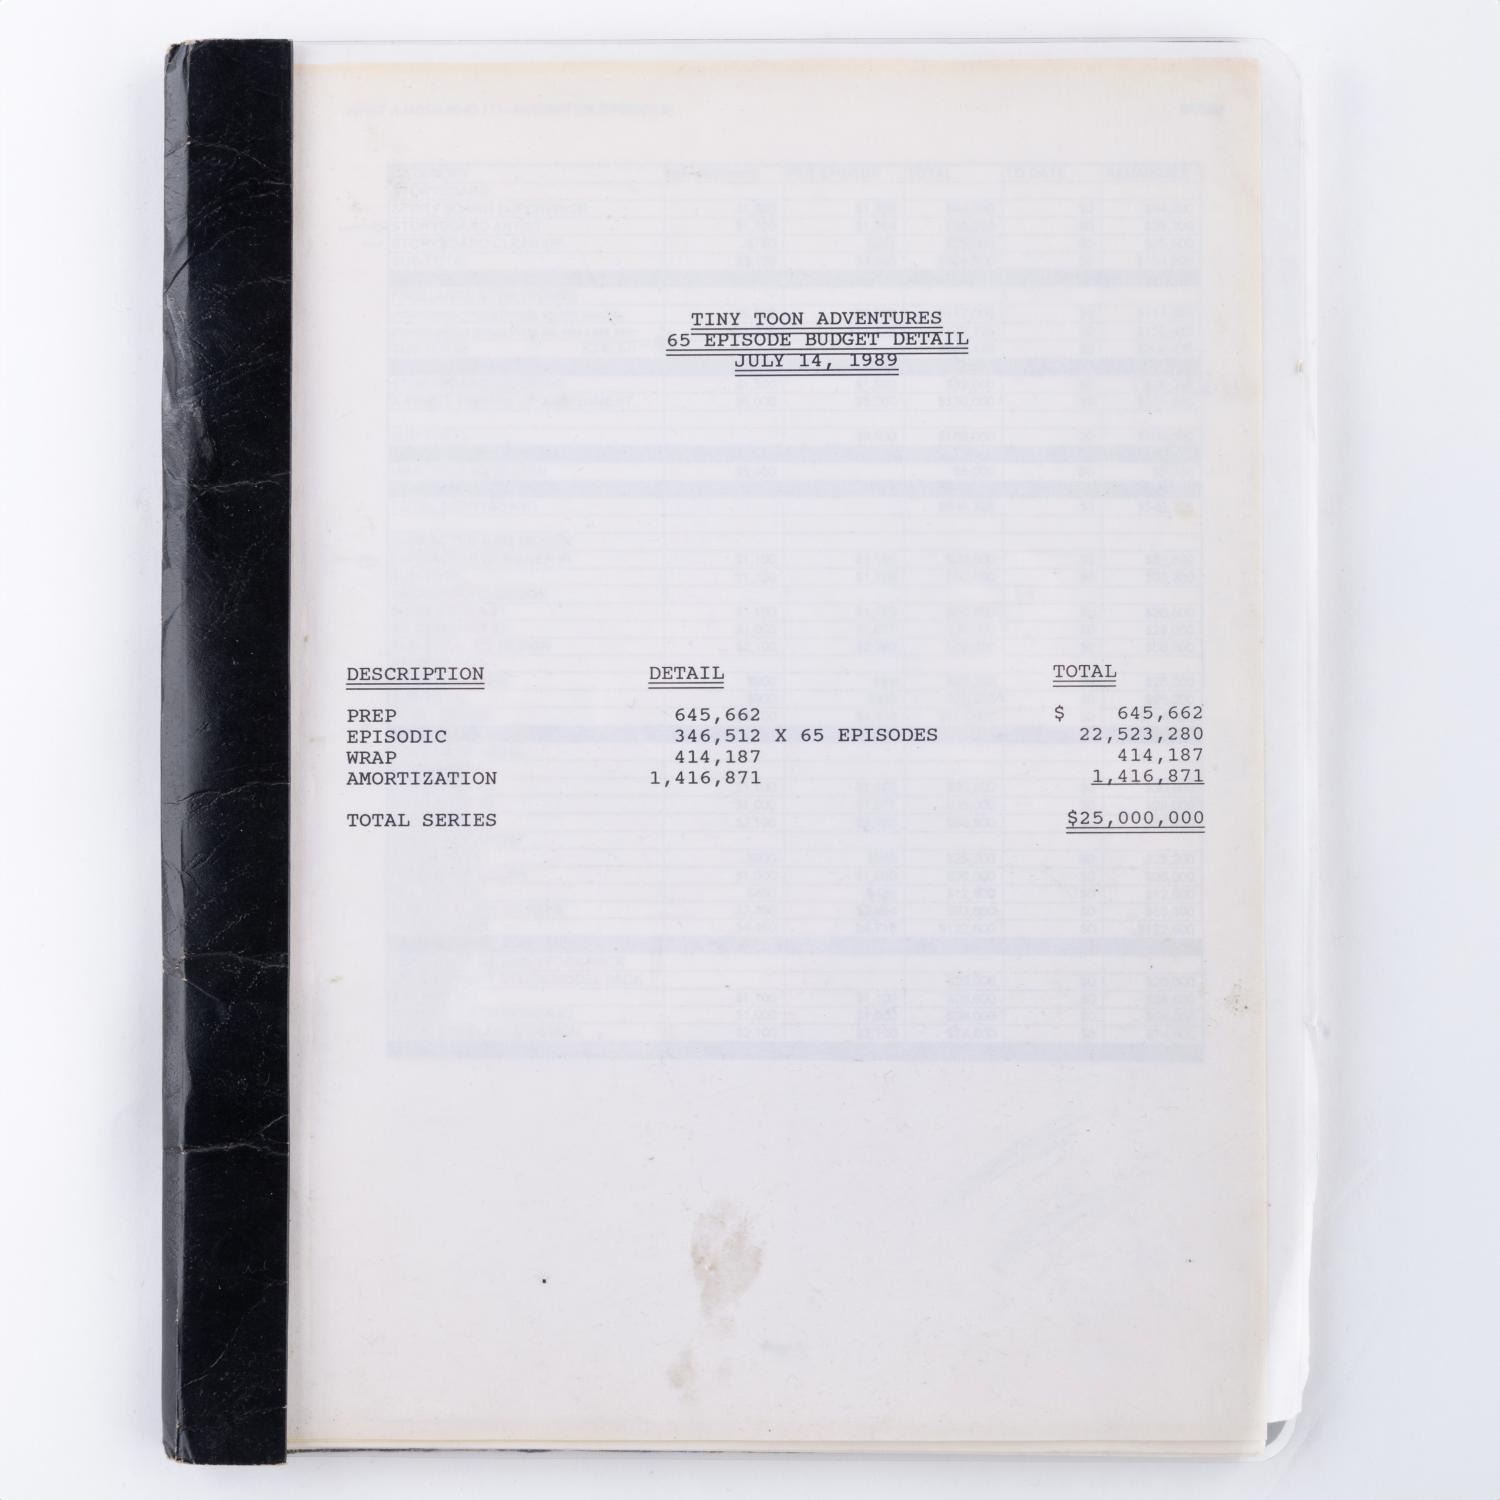 TINY TOON ADVENTURES
65 EPISODE BUDGET DETAIL
JULY 14, 1989
DESCRIPTION DETAIL TOTAL
PREP 645,662 $ 645,662
EPISODIC 346,512 X 65 EPISODES 22,523,280
WRAP 414,187 414,187
AMORTIZATION 1,416,871 1,416,871
TOTAL SERIES $25,000,000